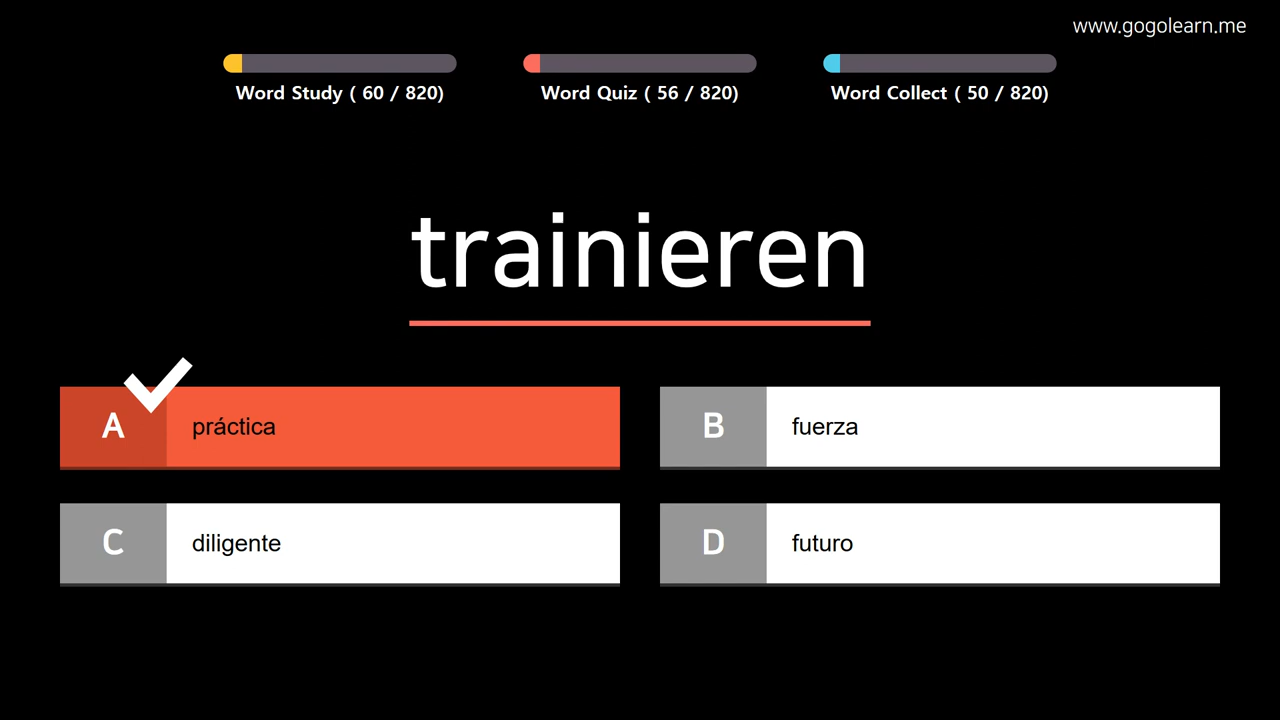 www.gogolearn.me
Word Study ( 60 / 820)
Word Quiz ( 56 / 820)
Word Collect ( 50 / 820)
trainieren
A práctica
B fuerza
C diligente
D futuro